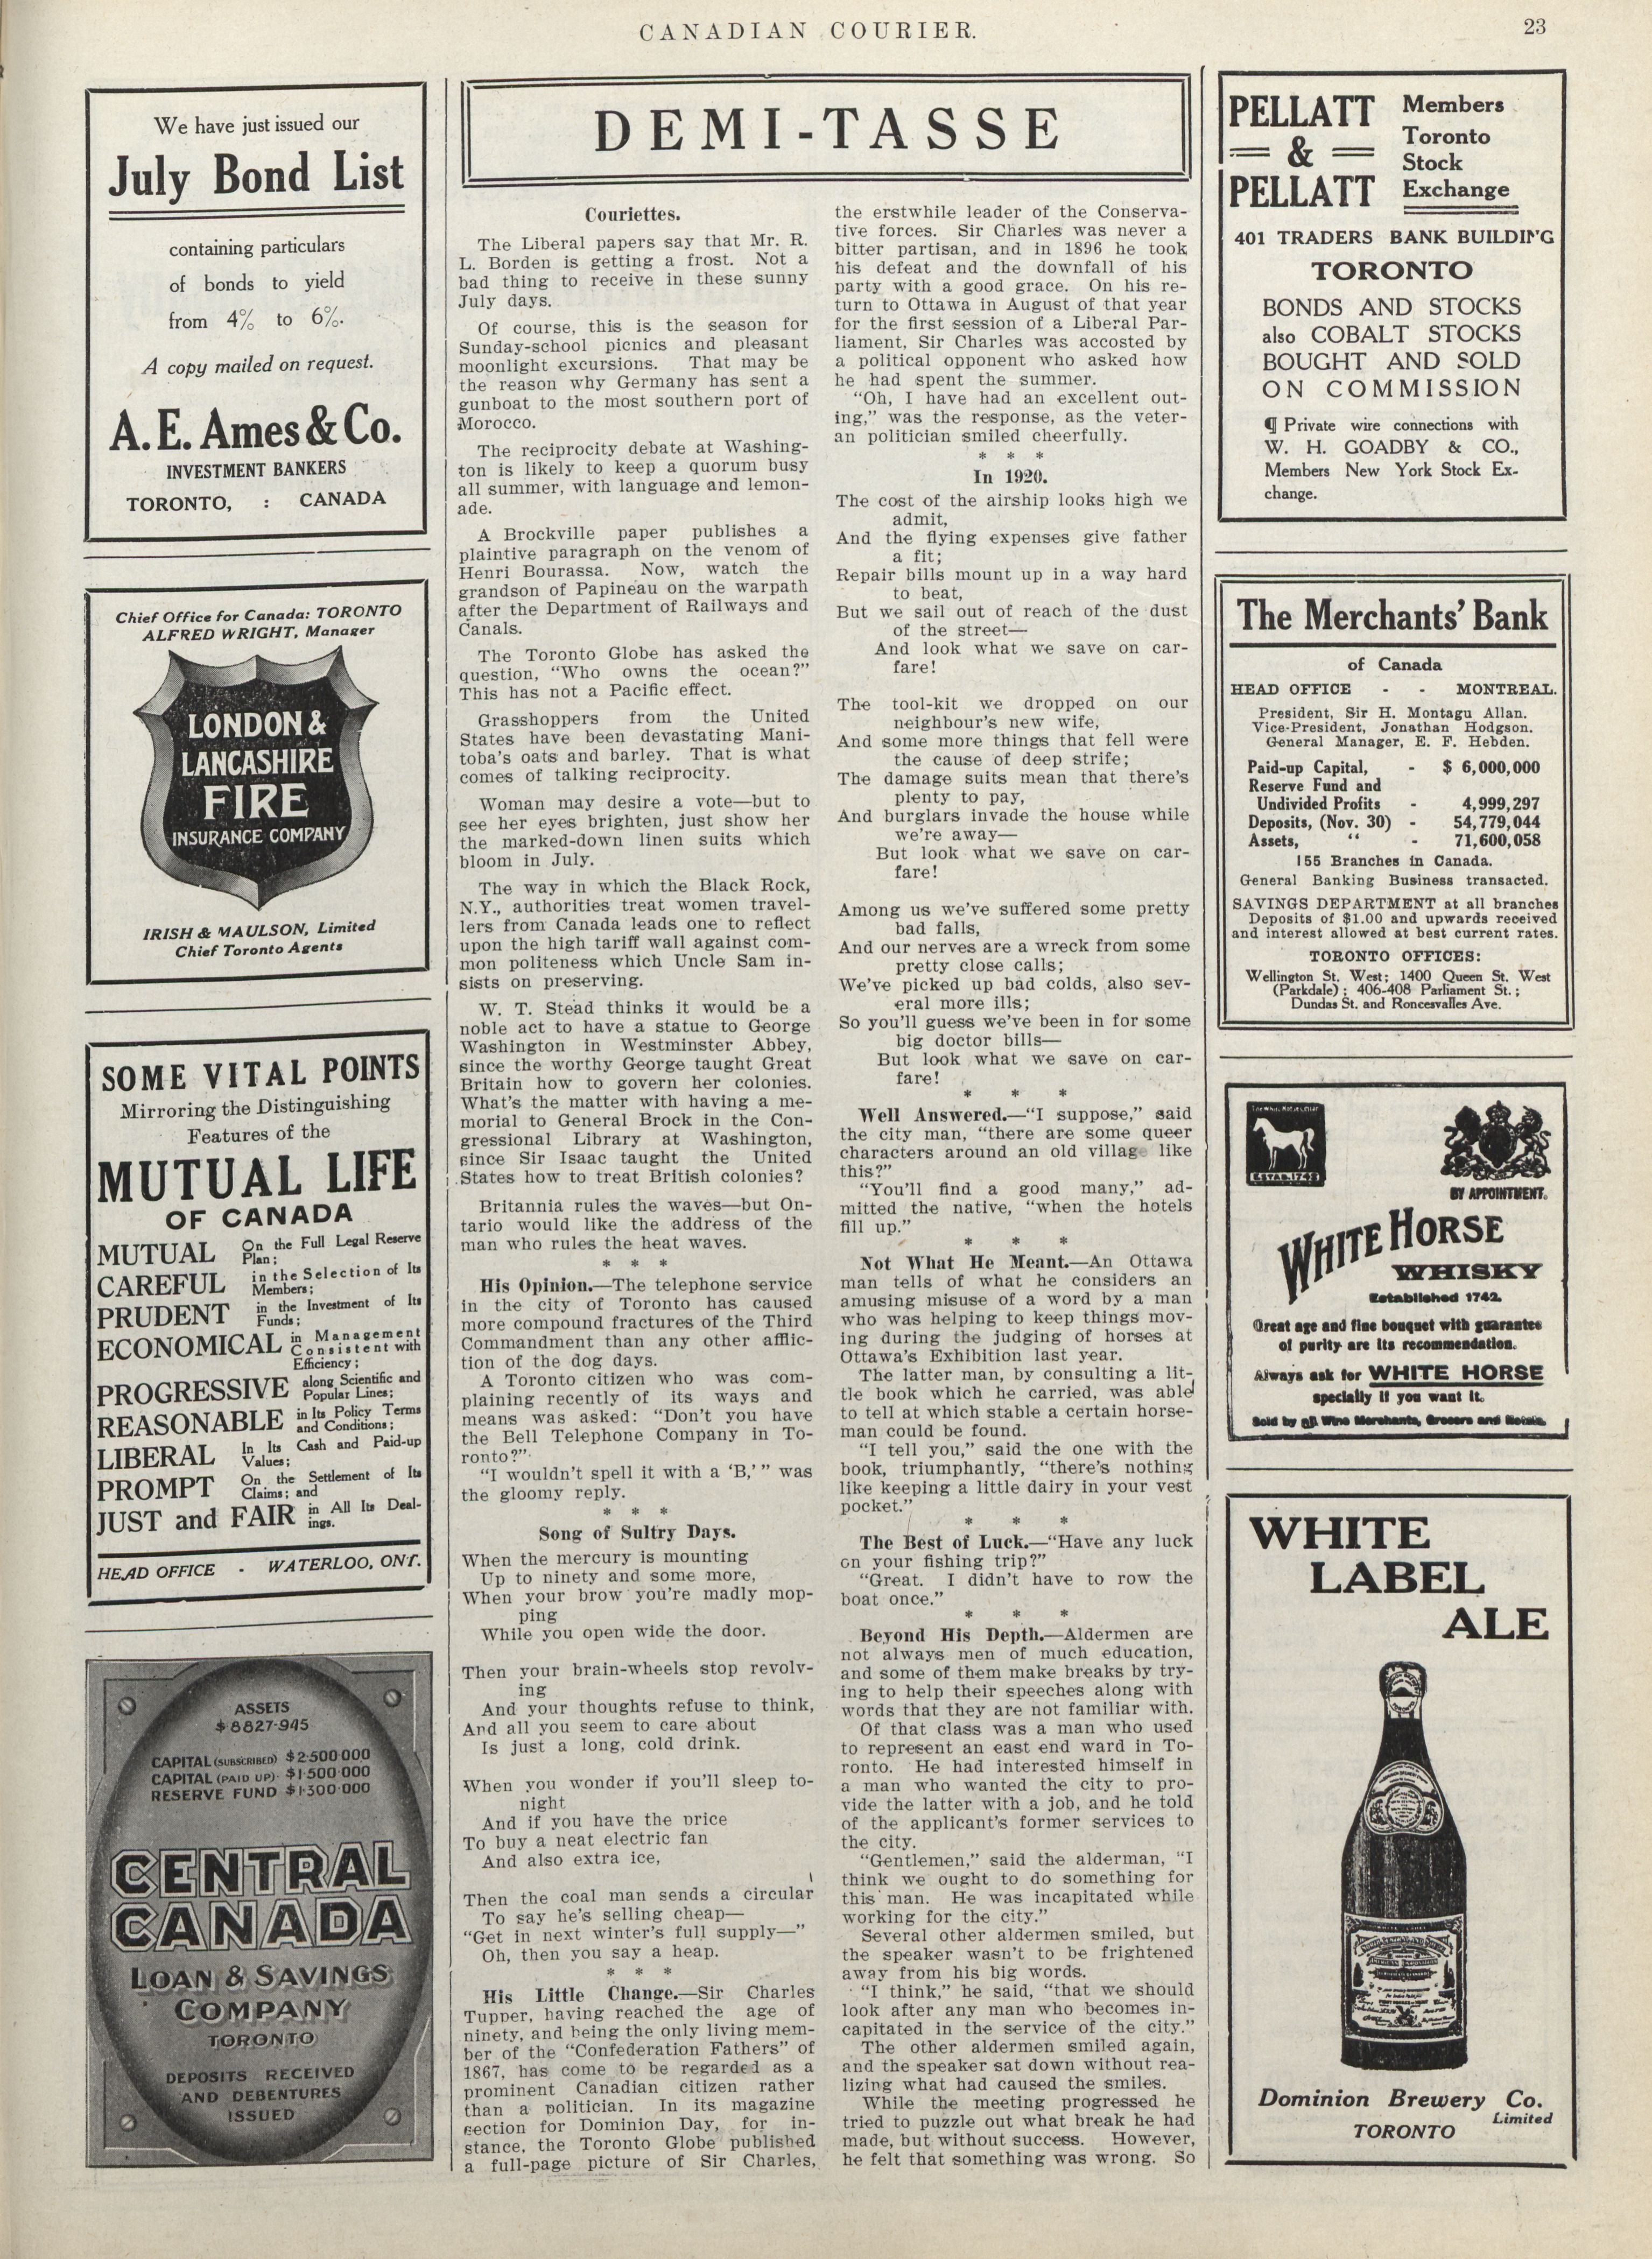 CANADIAN COURIER.
23
We have just issued our
July Bond List
containing particulars
of bonds to yield
from 4% to 6%.
A copy mailed on request.
A. E. Ames & Co.
INVESTMENT BANKERS
TORONTO, : CANADA
Chief Office for Canada: TORONTO
ALFRED WRIGHT, Manager
LONDON &
LANCASHIRE
FIRE
INSURANCE COMPANY
IRISH & MAULSON, Limited
Chief Toronto Agents
SOME VITAL POINTS
Mirroring the Distinguishing
Features of the
MUTUAL LIFE
OF CANADA
MUTUAL On the Full Legal Reserve
Plan;
CAREFUL in the Selection of Its
Members;
PRUDENT in the Investment of Its
Funds;
ECONOMICAL in Management
Consistent with
Efficiency;
PROGRESSIVE along Scientific and
Popular Lines;
REASONABLE in Its Policy Terms
and Conditions;
LIBERAL In Its Cash and Paid-up
Values;
PROMPT On the Settlement of Its
Claims; and
JUST and FAIR in All Its Deal-
ings.
HEAD OFFICE - WATERLOO, ONT.
ASSETS
$8827·945
CAPITAL (SUBSCRIBED) $2·500·000
CAPITAL (PAID UP) $1·500·000
RESERVE FUND $1·300·000
CENTRAL
CANADA
LOAN & SAVINGS
COMPANY
TORONTO
DEPOSITS RECEIVED
AND DEBENTURES
ISSUED
DEMI-TASSE
Couriettes.
The Liberal papers say that Mr. R.
L. Borden is getting a frost. Not a
bad thing to receive in these sunny
July days.
Of course, this is the season for
Sunday-school picnics and pleasant
moonlight excursions. That may be
the reason why Germany has sent a
gunboat to the most southern port of
Morocco.
The reciprocity debate at Washing-
ton is likely to keep a quorum busy
all summer, with language and lemon-
ade.
A Brockville paper publishes a
plaintive paragraph on the venom of
Henri Bourassa. Now, watch the
grandson of Papineau on the warpath
after the Department of Railways and
Canals.
The Toronto Globe has asked the
question, "Who owns the ocean?"
This has not a Pacific effect.
Grasshoppers from the United
States have been devastating Mani-
toba's oats and barley. That is what
comes of talking reciprocity.
Woman may desire a vote—but to
see her eyes brighten, just show her
the marked-down linen suits which
bloom in July.
The way in which the Black Rock,
N.Y., authorities treat women travel-
lers from Canada leads one to reflect
upon the high tariff wall against com-
mon politeness which Uncle Sam in-
sists on preserving.
W. T. Stead thinks it would be a
noble act to have a statue to George
Washington in Westminster Abbey,
since the worthy George taught Great
Britain how to govern her colonies.
What's the matter with having a me-
morial to General Brock in the Con-
gressional Library at Washington,
since Sir Isaac taught the United
States how to treat British colonies?
Britannia rules the waves—but On-
tario would like the address of the
man who rules the heat waves.
* * *
His Opinion.—The telephone service
in the city of Toronto has caused
more compound fractures of the Third
Commandment than any other afflic-
tion of the dog days.
A Toronto citizen who was com-
plaining recently of its ways and
means was asked: "Don't you have
the Bell Telephone Company in To-
ronto?"
"I wouldn't spell it with a 'B,'" was
the gloomy reply.
* * *
Song of Sultry Days.
When the mercury is mounting
Up to ninety and some more,
When your brow you're madly mop-
ping
While you open wide the door.
Then your brain-wheels stop revolv-
ing
And your thoughts refuse to think,
And all you seem to care about
Is just a long, cold drink.
When you wonder if you'll sleep to-
night
And if you have the price
To buy a neat electric fan
And also extra ice,
Then the coal man sends a circular
To say he's selling cheap—
"Get in next winter's full supply—"
Oh, then you say a heap.
* * *
His Little Change.—Sir Charles
Tupper, having reached the age of
ninety, and being the only living mem-
ber of the "Confederation Fathers" of
1867, has come to be regarded as a
prominent Canadian citizen rather
than a politician. In its magazine
section for Dominion Day, for in-
stance, the Toronto Globe published
a full-page picture of Sir Charles,
the erstwhile leader of the Conserva-
tive forces. Sir Charles was never a
bitter partisan, and in 1896 he took
his defeat and the downfall of his
party with a good grace. On his re-
turn to Ottawa in August of that year
for the first session of a Liberal Par-
liament, Sir Charles was accosted by
a political opponent who asked how
he had spent the summer.
"Oh, I have had an excellent out-
ing," was the response, as the veter-
an politician smiled cheerfully.
* * *
In 1920.
The cost of the airship looks high we
admit,
And the flying expenses give father
a fit;
Repair bills mount up in a way hard
to beat,
But we sail out of reach of the dust
of the street—
And look what we save on car-
fare!
The tool-kit we dropped on our
neighbour's new wife,
And some more things that fell were
the cause of deep strife;
The damage suits mean that there's
plenty to pay,
And burglars invade the house while
we're away—
But look what we save on car-
fare!
Among us we've suffered some pretty
bad falls,
And our nerves are a wreck from some
pretty close calls;
We've picked up bad colds, also sev-
eral more ills;
So you'll guess we've been in for some
big doctor bills—
But look what we save on car-
fare!
* * *
Well Answered.—"I suppose," said
the city man, "there are some queer
characters around an old village like
this?"
"You'll find a good many," ad-
mitted the native, "when the hotels
fill up."
* * *
Not What He Meant.—An Ottawa
man tells of what he considers an
amusing misuse of a word by a man
who was helping to keep things mov-
ing during the judging of horses at
Ottawa's Exhibition last year.
The latter man, by consulting a lit-
tle book which he carried, was able
to tell at which stable a certain horse-
man could be found.
"I tell you," said the one with the
book, triumphantly, "there's nothing
like keeping a little dairy in your vest
pocket."
* * *
The Best of Luck.—"Have any luck
on your fishing trip?"
"Great. I didn't have to row the
boat once."
* * *
Beyond His Depth.—Aldermen are
not always men of much education,
and some of them make breaks by try-
ing to help their speeches along with
words that they are not familiar with.
Of that class was a man who used
to represent an east end ward in To-
ronto. He had interested himself in
a man who wanted the city to pro-
vide the latter with a job, and he told
of the applicant's former services to
the city.
"Gentlemen," said the alderman, "I
think we ought to do something for
this man. He was incapitated while
working for the city."
Several other aldermen smiled, but
the speaker wasn't to be frightened
away from his big words.
"I think," he said, "that we should
look after any man who becomes in-
capitated in the service of the city."
The other aldermen smiled again,
and the speaker sat down without rea-
lizing what had caused the smiles.
While the meeting progressed he
tried to puzzle out what break he had
made, but without success. However,
he felt that something was wrong. So
PELLATT
&
PELLATT
Members
Toronto
Stock
Exchange
401 TRADERS BANK BUILDING
TORONTO
BONDS AND STOCKS
also COBALT STOCKS
BOUGHT AND SOLD
ON COMMISSION
¶ Private wire connections with
W. H. GOADBY & CO.,
Members New York Stock Ex-
change.
The Merchants' Bank
of Canada
HEAD OFFICE - - MONTREAL.
President, Sir H. Montagu Allan.
Vice-President, Jonathan Hodgson.
General Manager, E. F. Hebden.
Paid-up Capital, - $ 6,000,000
Reserve Fund and
Undivided Profits - 4,999,297
Deposits, (Nov. 30) - 54,779,044
Assets, " - 71,600,058
155 Branches in Canada.
General Banking Business transacted.
SAVINGS DEPARTMENT at all branches
Deposits of $1.00 and upwards received
and interest allowed at best current rates.
TORONTO OFFICES:
Wellington St. West; 1400 Queen St. West
(Parkdale); 406-408 Parliament St.;
Dundas St. and Roncesvalles Ave.
ESTAB. 1742
BY APPOINTMENT.
WHITE HORSE
WHISKY
Established 1742.
Great age and fine bouquet with guarantee
of purity are its recommendation.
Always ask for WHITE HORSE
specially if you want it.
Sold by all Wine Merchants, Grocers and Hotels.
WHITE
LABEL
ALE
Dominion Brewery Co.
Limited
TORONTO